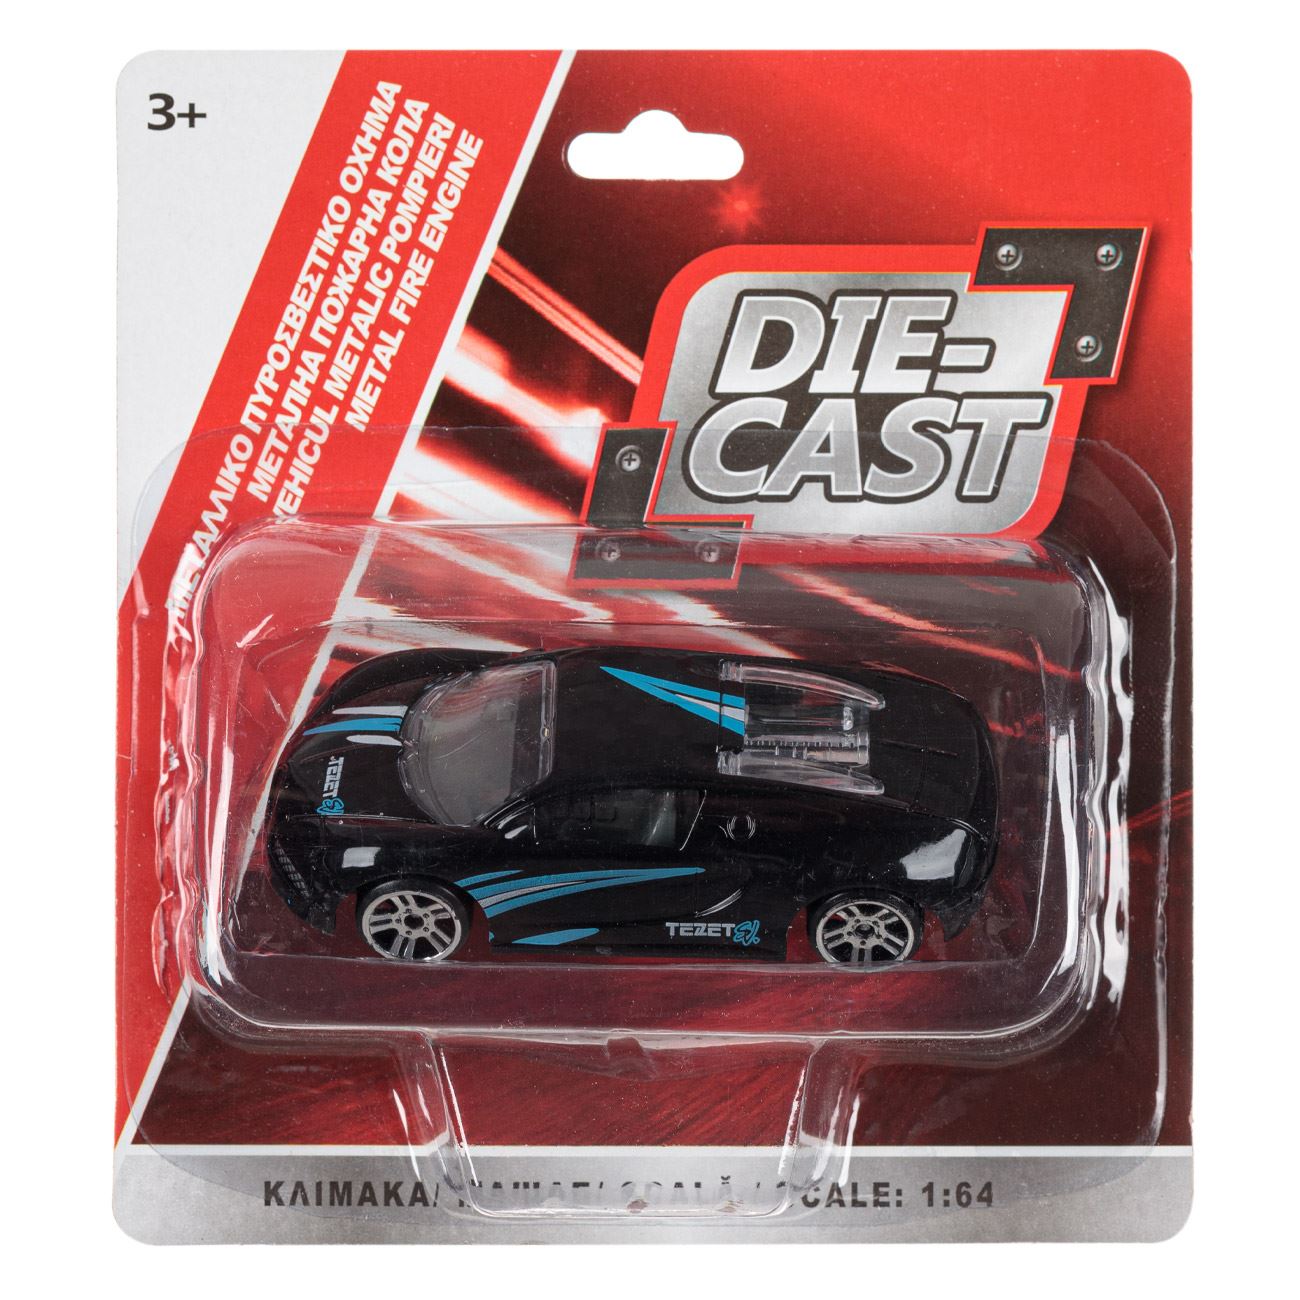 3+
ΜΕΤΑΛΛΙΚΟ ΠΥΡΟΣΒΕΣΤΙΚΟ ΟΧΗΜΑ
МЕТАЛНА ПОЖАРНА КОЛА
VEHICUL METALIC POMPIERI
METAL FIRE ENGINE
DIE-
CAST
TEZET
TEZET
ΚΛΙΜΑΚΑ/ SCALĂ / SCALE: 1:64